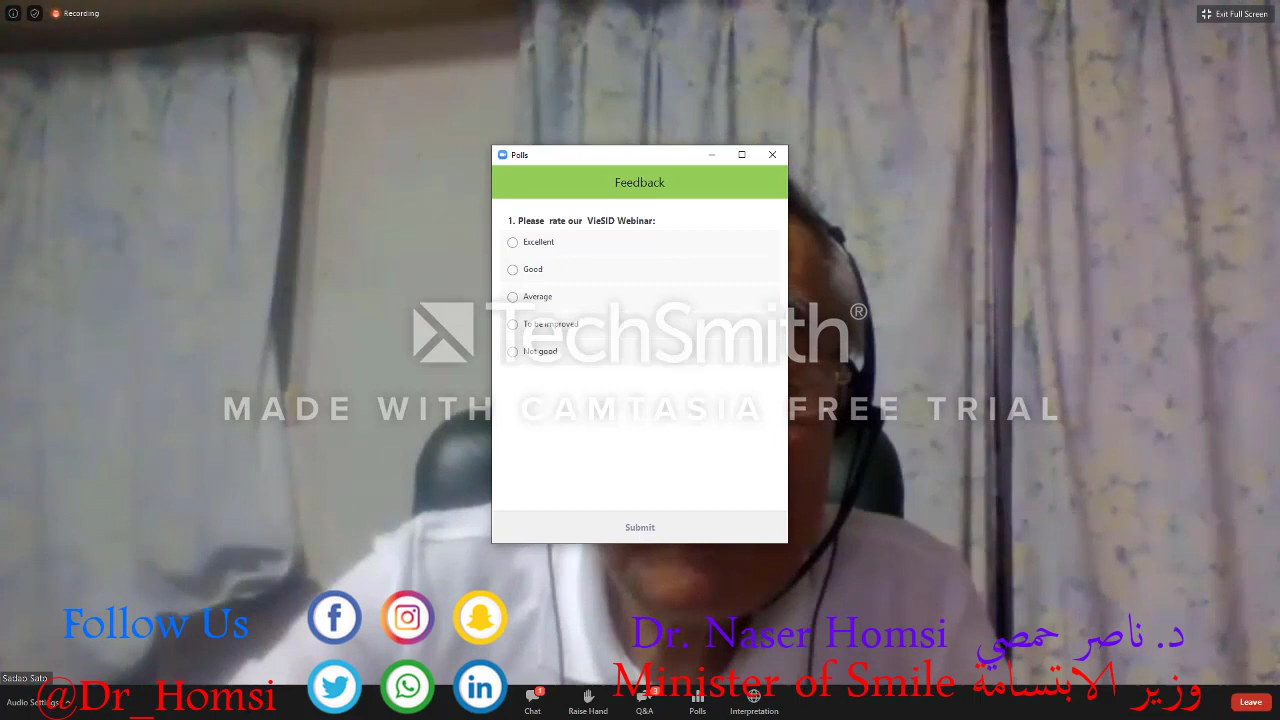 Recording
Exit Full Screen
Polls
Feedback
1. Please rate our VieSID Webinar:
Excellent
Good
Average
To be improved
Not good
TechSmith®
MADE WITH CAMTASIA FREE TRIAL
Submit
Follow Us
Dr. Naser Homsi د. ناصر حمصي
Sadao Sato
Minister of Smile وزير الابتسامة
@Dr_Homsi
Audio Settings
Chat
1
Raise Hand
Q&A
3
Polls
Interpretation
Leave